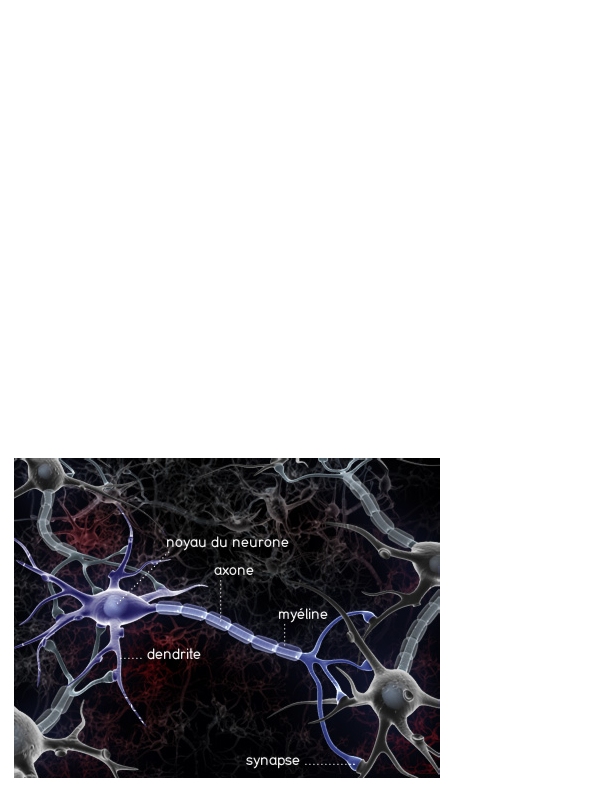 noyau du neurone
axone
myéline
dendrite
synapse